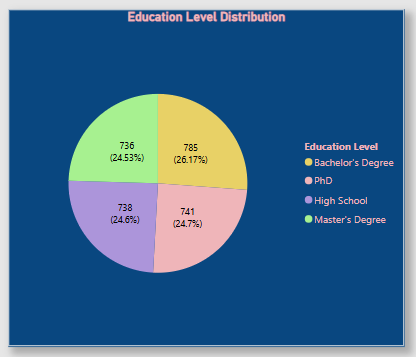 Education Level Distribution
736
(24.53%)
785
(26.17%)
738
(24.6%)
741
(24.7%)
Education Level
Bachelor's Degree
PhD
High School
Master's Degree